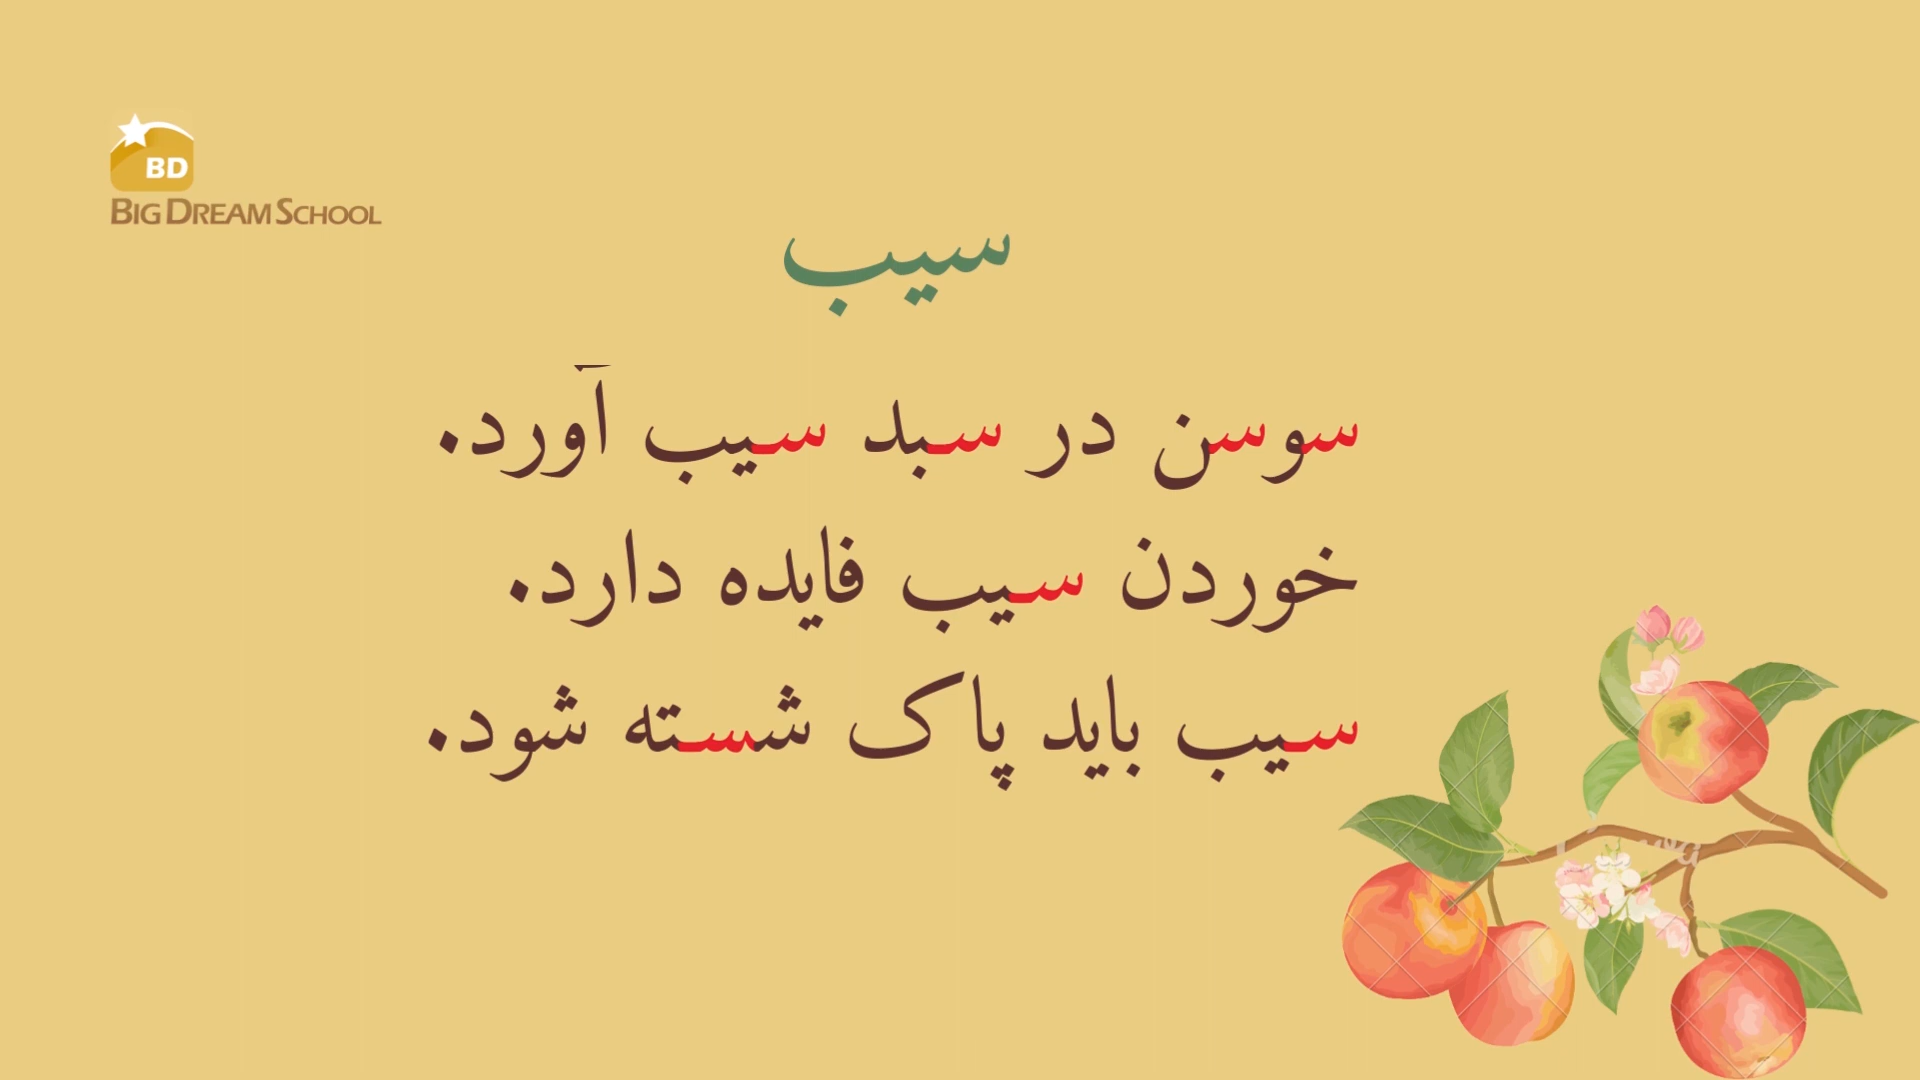 BD
BIG DREAM SCHOOL
سیب
سوسن در سبد سیب آورد.
خوردن سیب فایده دارد.
سیب باید پاک شسته شود.